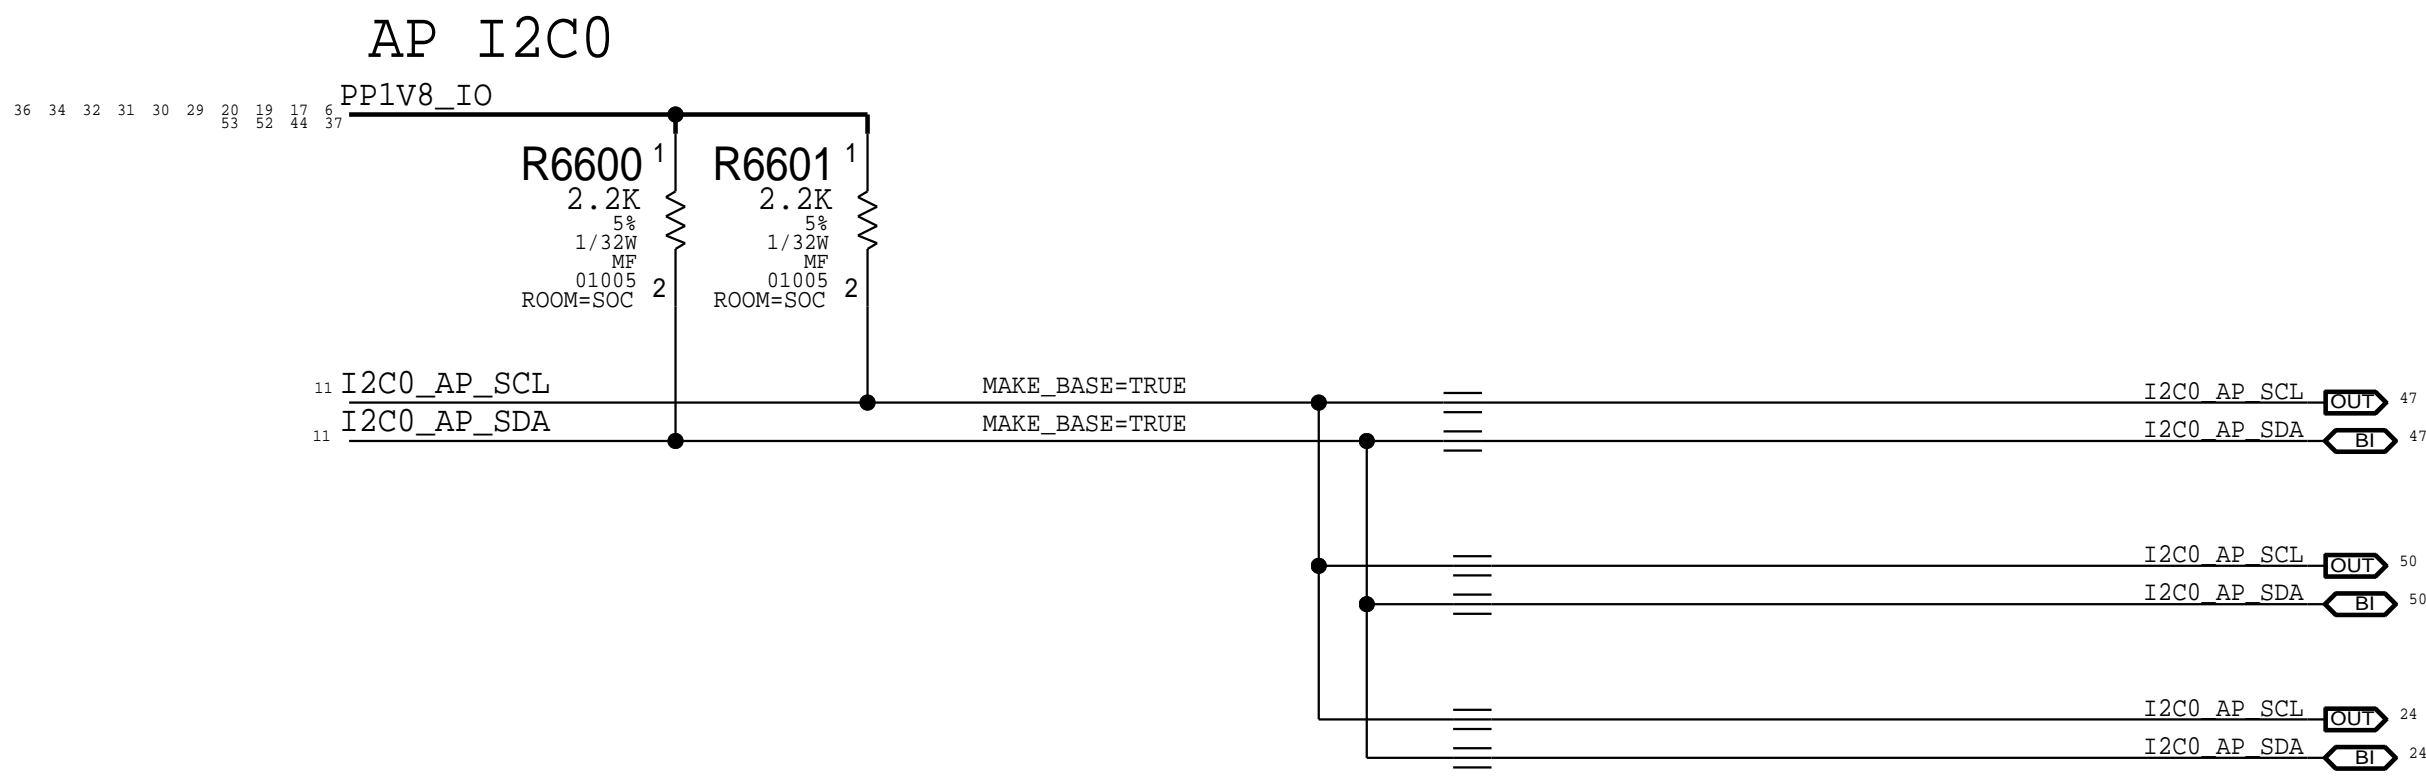 AP I2C0
PP1V8_IO
36 34 32 31 30 29 20 19 17 6
53 52 44 37
R6600 1
2.2K
5%
1/32W
MF
01005
ROOM=SOC 2
R6601 1
2.2K
5%
1/32W
MF
01005
ROOM=SOC 2
11 I2C0_AP_SCL MAKE_BASE=TRUE I2C0_AP_SCL OUT 47
11 I2C0_AP_SDA MAKE_BASE=TRUE I2C0_AP_SDA BI 47
I2C0_AP_SCL OUT 50
I2C0_AP_SDA BI 50
I2C0_AP_SCL OUT 24
I2C0_AP_SDA BI 24